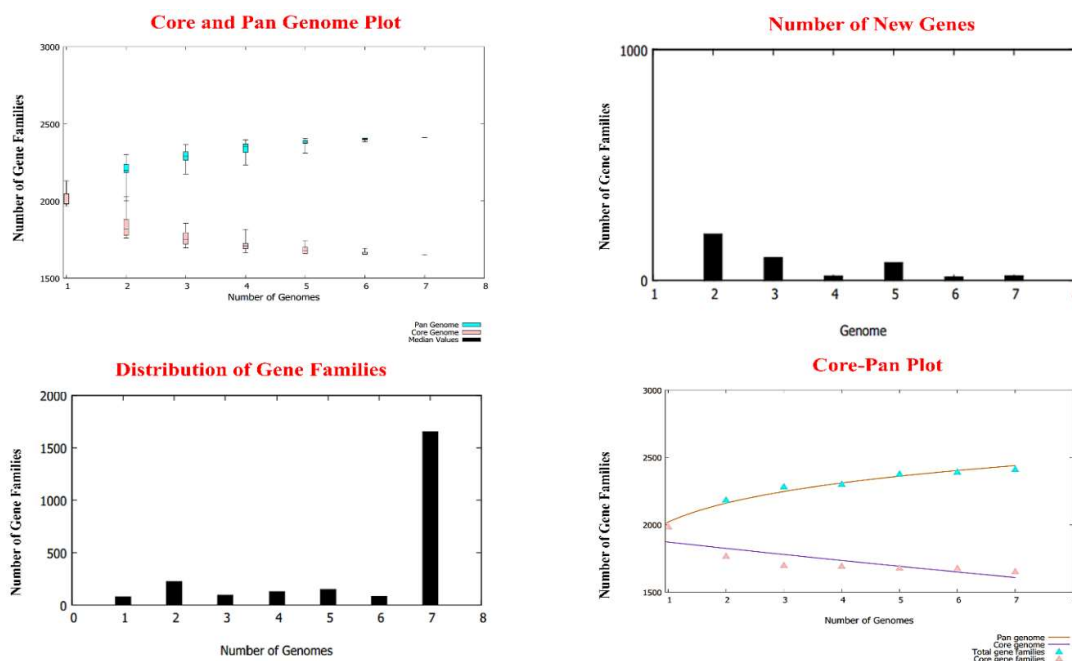 Core and Pan Genome Plot
Number of Gene Families
3000
2500
2000
1500
1 2 3 4 5 6 7 8
Number of Genomes
Pan Genome
Core Genome
Median Values
Number of New Genes
Number of Gene Families
1000
0
1 2 3 4 5 6 7
Genome
Distribution of Gene Families
Number of Gene Families
2000
1500
1000
500
0
0 1 2 3 4 5 6 7 8
Number of Genomes
Core-Pan Plot
Number of Gene Families
3000
2500
2000
1500
1 2 3 4 5 6 7
Number of Genomes
Pan genome
Core genome
Total gene families
Core gene families